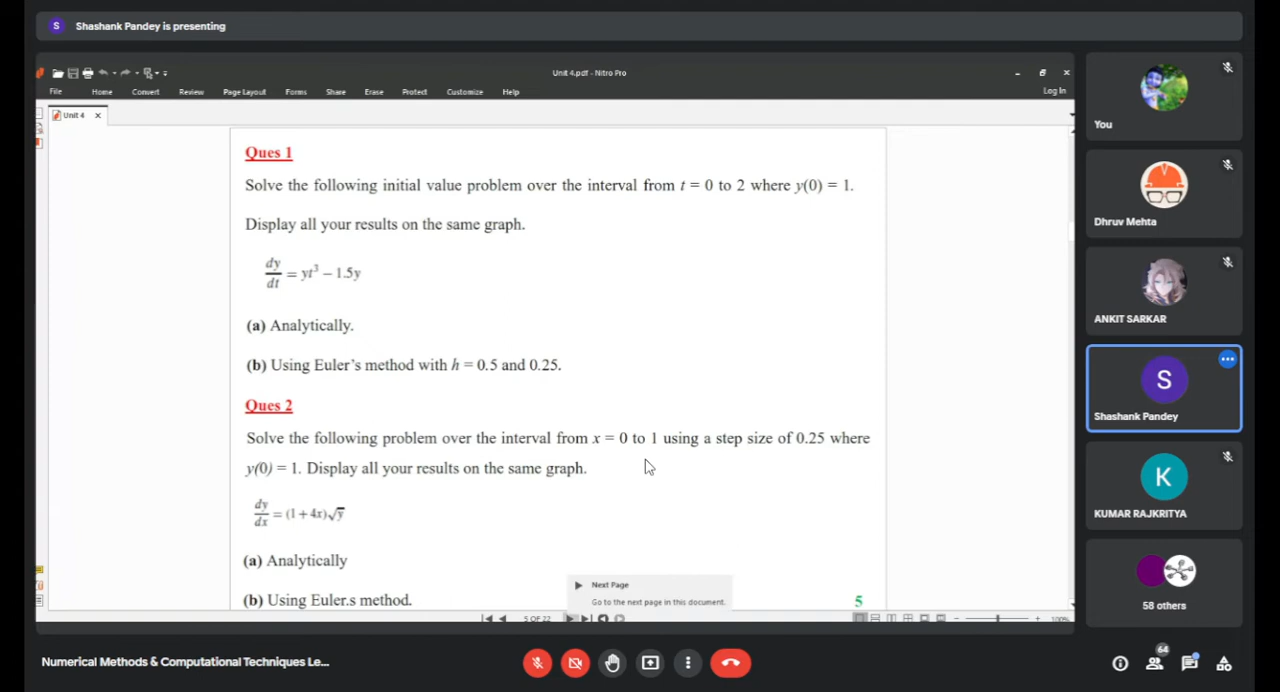 S Shashank Pandey is presenting
Unit 4.pdf - Nitro Pro
File Home Convert Review Page Layout Forms Share Erase Protect Customize Help Log In
Unit 4
Ques 1
Solve the following initial value problem over the interval from t = 0 to 2 where y(0) = 1.
Display all your results on the same graph.
dy/dt = yt³ − 1.5y
(a) Analytically.
(b) Using Euler's method with h = 0.5 and 0.25.
Ques 2
Solve the following problem over the interval from x = 0 to 1 using a step size of 0.25 where
y(0) = 1. Display all your results on the same graph.
dy/dx = (1 + 4x)√y
(a) Analytically
(b) Using Euler.s method.
5
Next Page
Go to the next page in this document.
5 OF 22
100%
You
Dhruv Mehta
ANKIT SARKAR
S
Shashank Pandey
K
KUMAR RAJKRITYA
58 others
Numerical Methods & Computational Techniques Le...
64